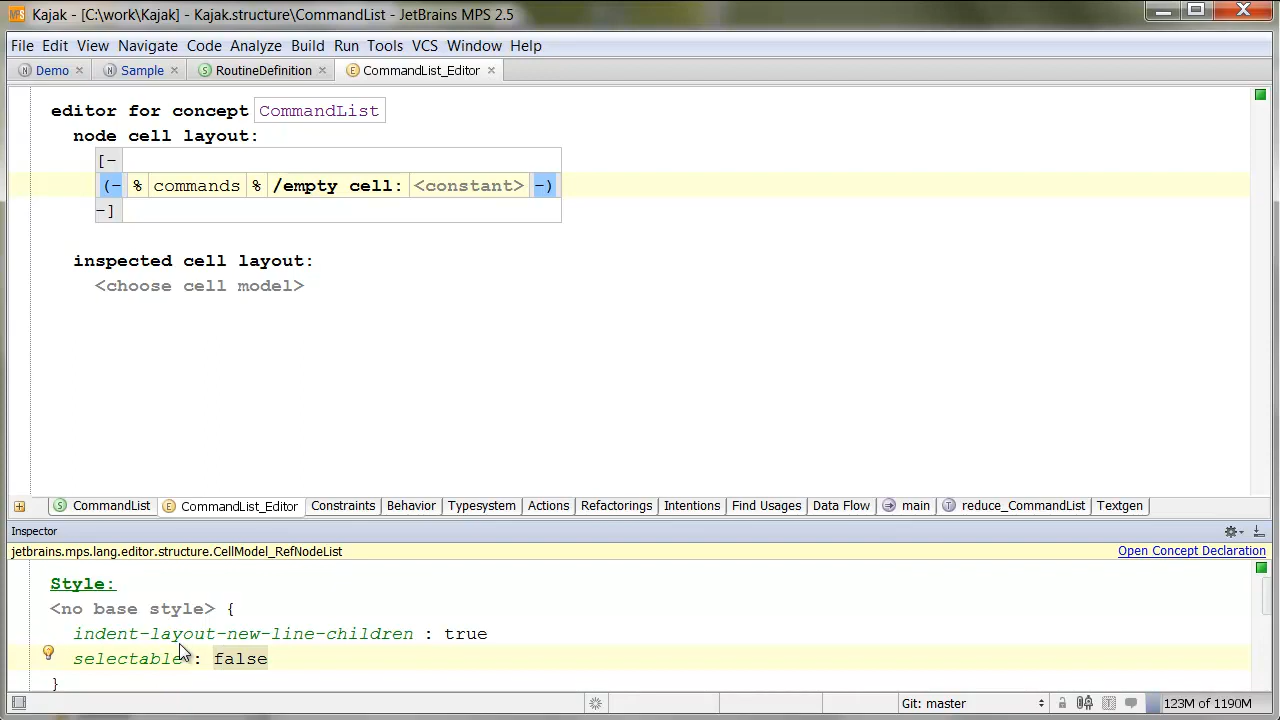 Kajak - [C:\work\Kajak] - Kajak.structure\CommandList - JetBrains MPS 2.5
File Edit View Navigate Code Analyze Build Run Tools VCS Window Help
N Demo × N Sample × S RoutineDefinition × E CommandList_Editor ×
editor for concept CommandList
node cell layout:
[-
(- % commands % /empty cell: <constant> -)
-]
inspected cell layout:
<choose cell model>
S CommandList E CommandList_Editor Constraints Behavior Typesystem Actions Refactorings Intentions Find Usages Data Flow main T reduce_CommandList Textgen
Inspector
jetbrains.mps.lang.editor.structure.CellModel_RefNodeList Open Concept Declaration
Style:
<no base style> {
indent-layout-new-line-children : true
selectable : false
}
Git: master 123M of 1190M